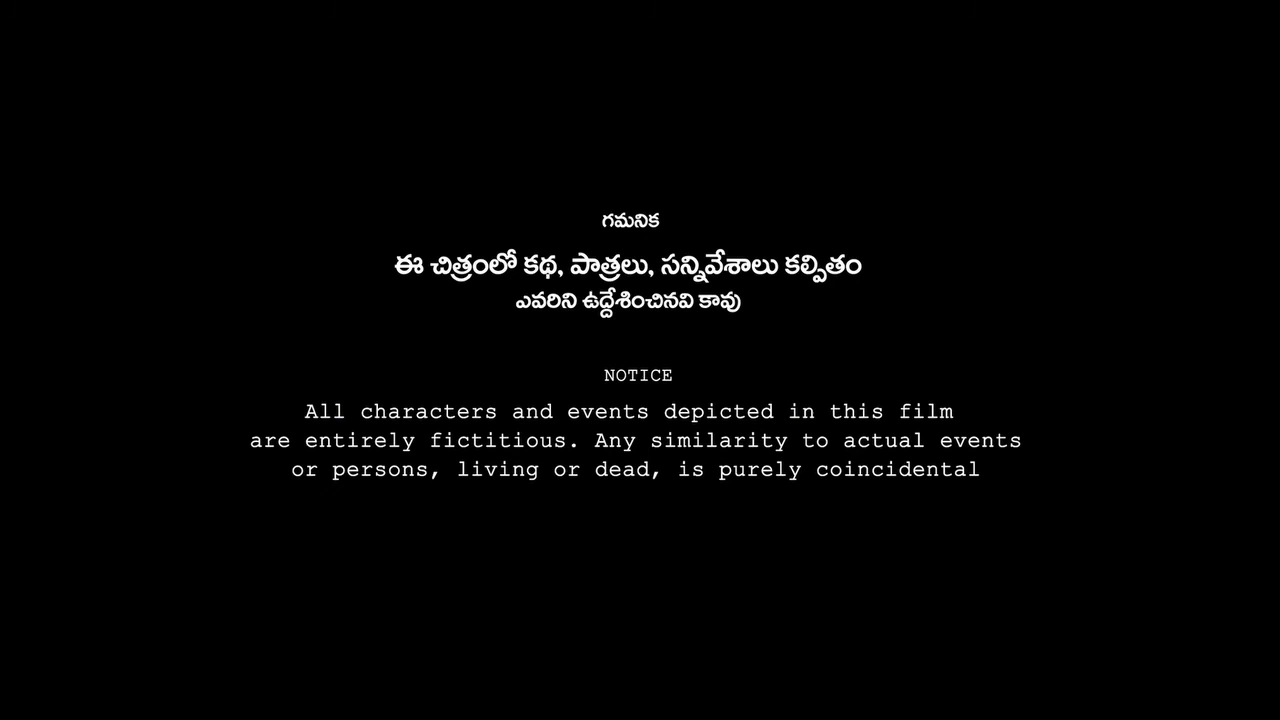 గమనిక
ఈ చిత్రంలో కథ, పాత్రలు, సన్నివేశాలు కల్పితం
ఎవరిని ఉద్దేశించినవి కావు
NOTICE
All characters and events depicted in this film
are entirely fictitious. Any similarity to actual events
or persons, living or dead, is purely coincidental